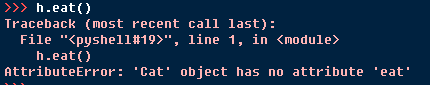 >>> h.eat()
Traceback (most recent call last):
  File "<pyshell#19>", line 1, in <module>
    h.eat()
AttributeError: 'Cat' object has no attribute 'eat'
>>>